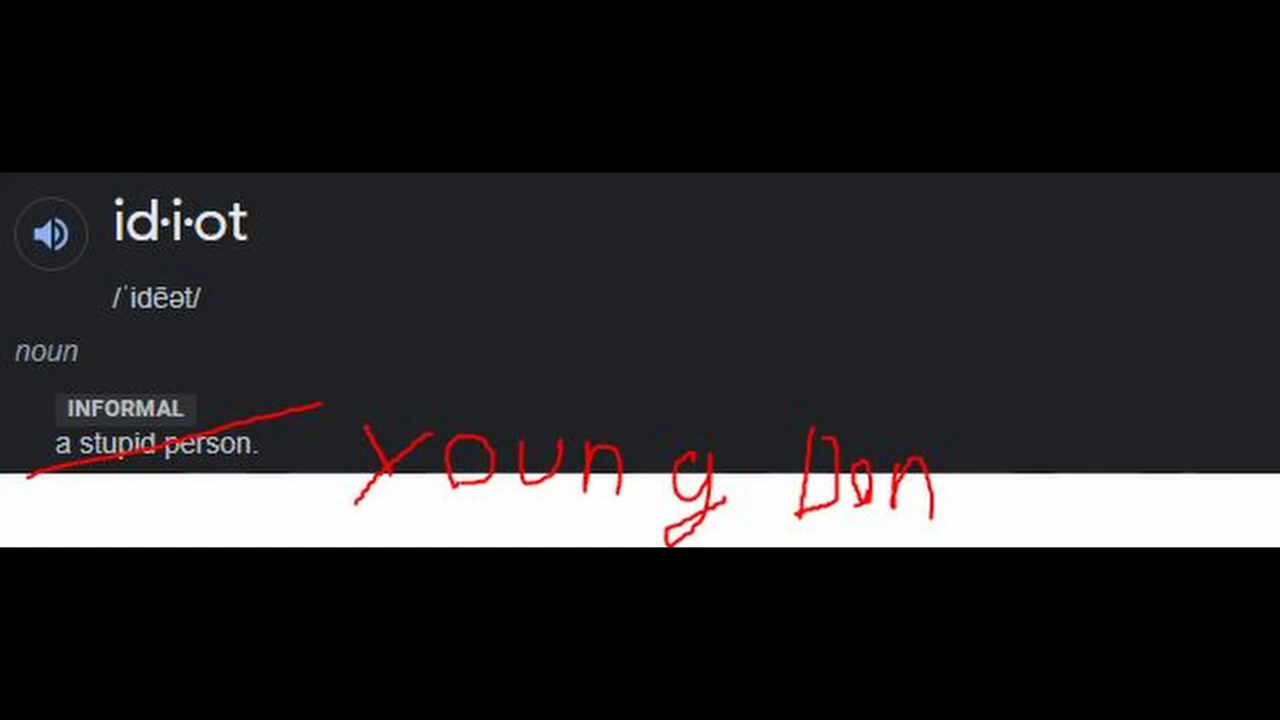 id·i·ot
/ˈidēət/
noun
INFORMAL
a stupid person.
Young Don